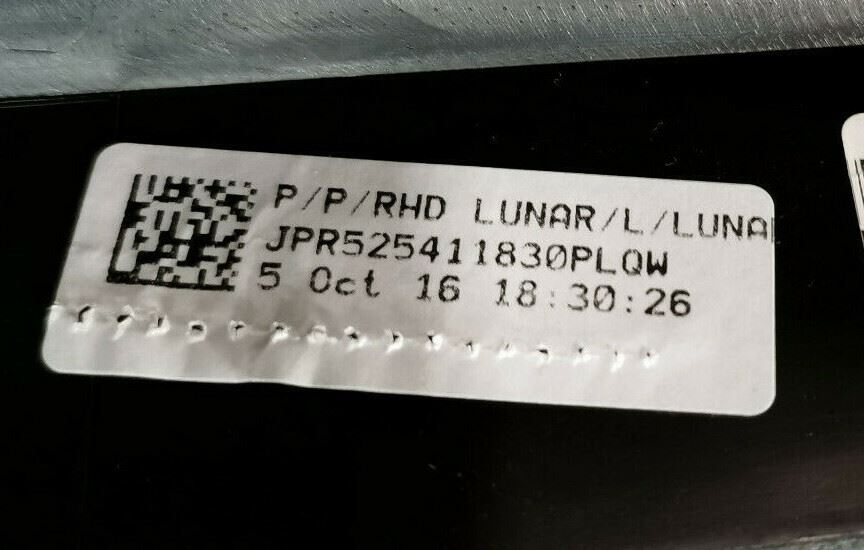 P/P/RHD LUNAR/L/LUNA
JPR525411830PLQW
5 Oct 16 18:30:26